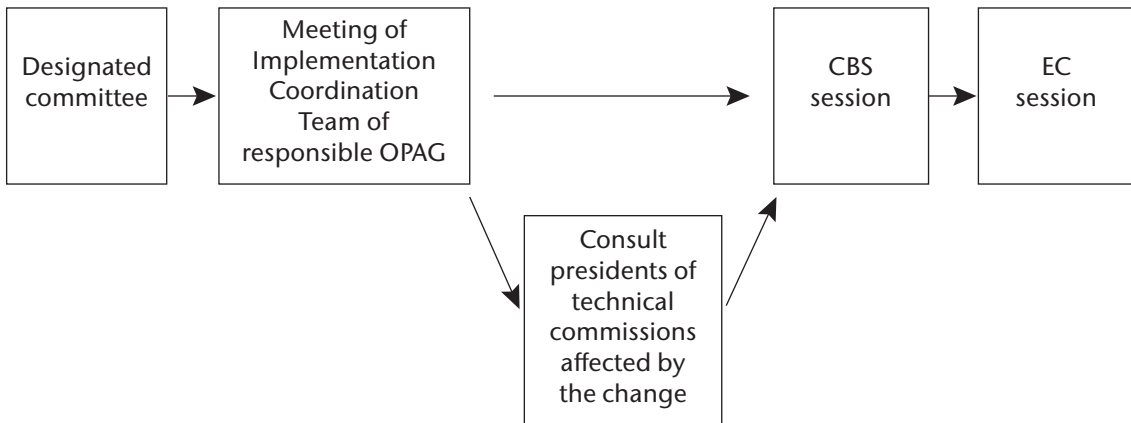 Designated
committee
Meeting of
Implementation
Coordination
Team of
responsible OPAG
CBS
session
EC
session
Consult
presidents of
technical
commissions
affected by
the change